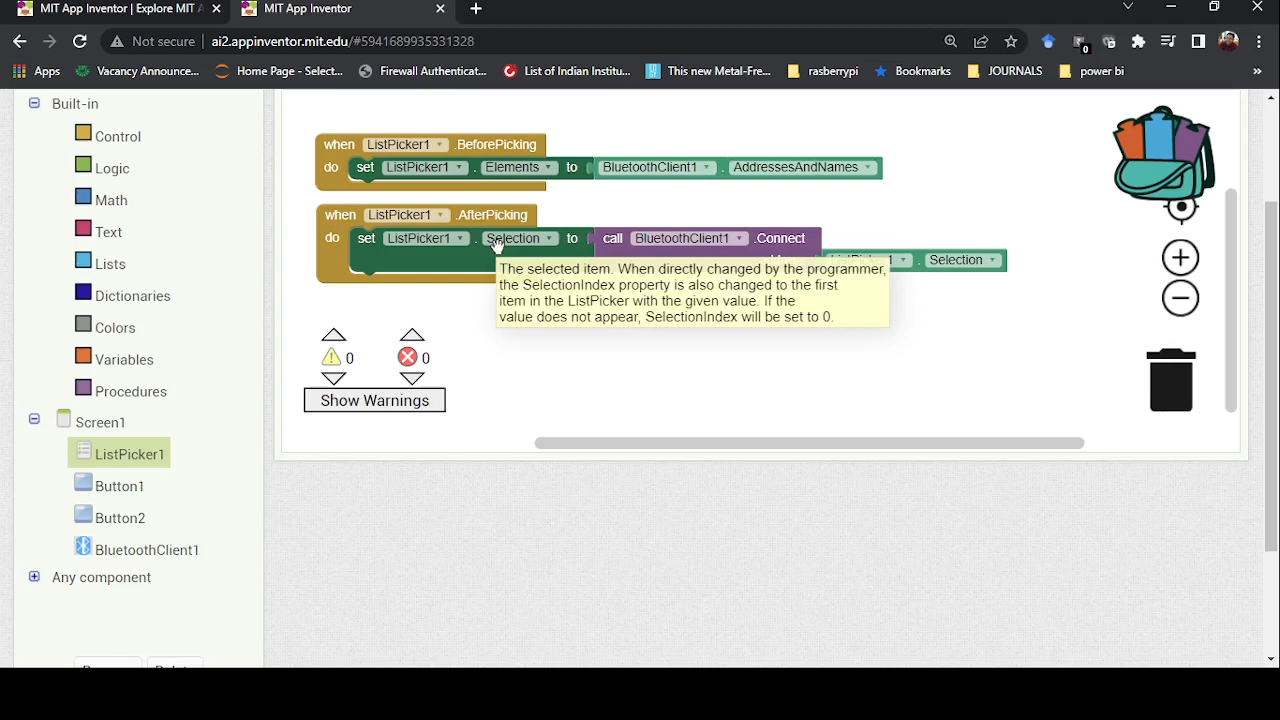 MIT App Inventor | Explore MIT A
MIT App Inventor
Not secure
ai2.appinventor.mit.edu/#5941689935331328
0
Apps
Vacancy Announce...
Home Page - Select...
Firewall Authenticat...
List of Indian Institu...
This new Metal-Fre...
rasberrypi
Bookmarks
JOURNALS
power bi
»
Built-in
Control
Logic
Math
Text
Lists
Dictionaries
Colors
Variables
Procedures
Screen1
ListPicker1
Button1
Button2
BluetoothClient1
Any component
when ListPicker1 .BeforePicking
do set ListPicker1 . Elements to BluetoothClient1 . AddressesAndNames
when ListPicker1 .AfterPicking
do set ListPicker1 . Selection to call BluetoothClient1 .Connect
. Selection
The selected item. When directly changed by the programmer,
the SelectionIndex property is also changed to the first
item in the ListPicker with the given value. If the
value does not appear, SelectionIndex will be set to 0.
0
0
Show Warnings